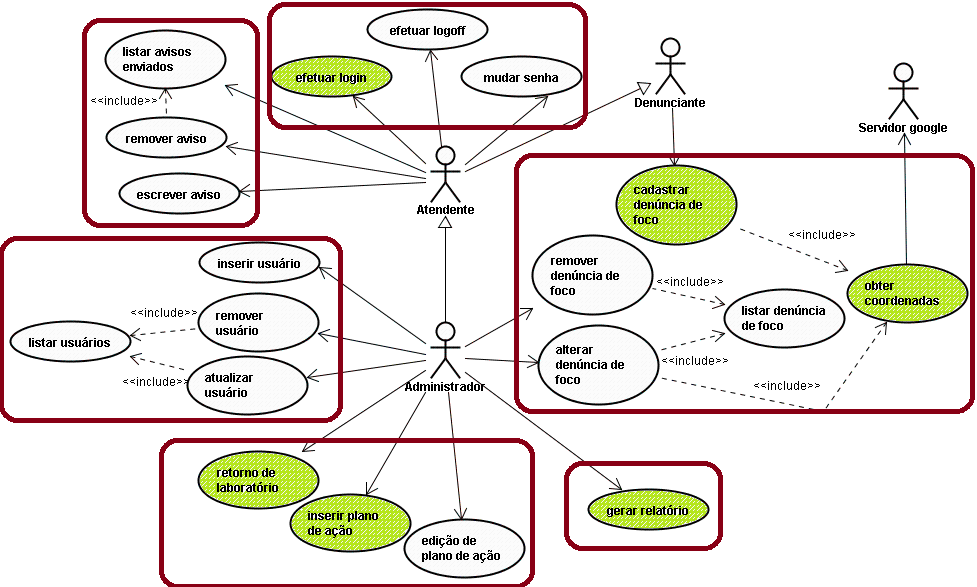 listar avisos
enviados
<<include>>
remover aviso
escrever aviso
efetuar logoff
efetuar login
mudar senha
Denunciante
Servidor google
Atendente
cadastrar
denúncia de
foco
<<include>>
remover
denúncia de
foco
<<include>>
obter
coordenadas
listar denúncia
de foco
alterar
denúncia de
foco
<<include>>
<<include>>
inserir usuário
<<include>>
remover
usuário
listar usuários
<<include>>
atualizar
usuário
Administrador
retorno de
laboratório
inserir plano
de ação
edição de
plano de ação
gerar relatório